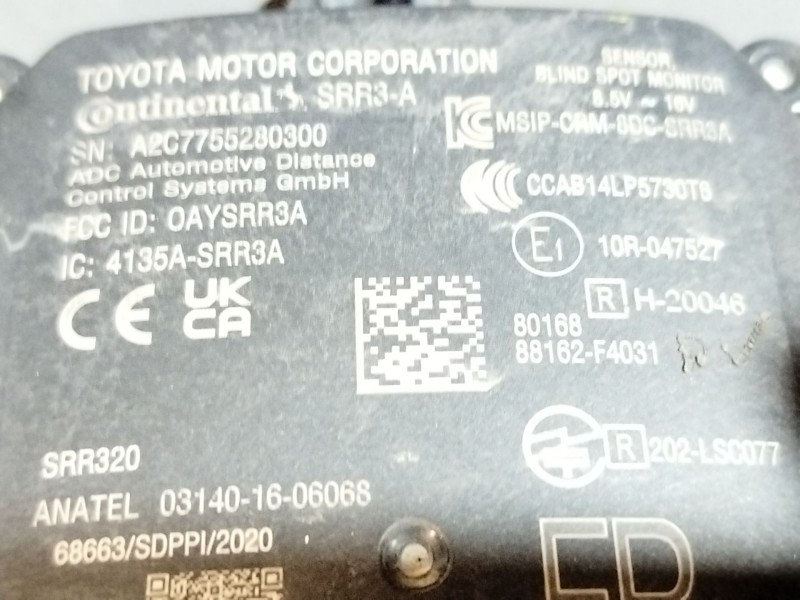 TOYOTA MOTOR CORPORATION
Continental SRR3-A
SN: A2C7755280300
ADC Automotive Distance
Control Systems GmbH
FCC ID: OAYSRR3A
IC: 4135A-SRR3A
CE UK CA
SENSOR,
BLIND SPOT MONITOR
8.5V ~ 16V
MSIP-CRM-SDC-SRR3A
CCC CCAB14LP5730T8
E1 10R-047527
R H-20046
80168
88162-F4031
R 202-LSC077
SRR320
ANATEL 03140-16-06068
68663/SDPPI/2020